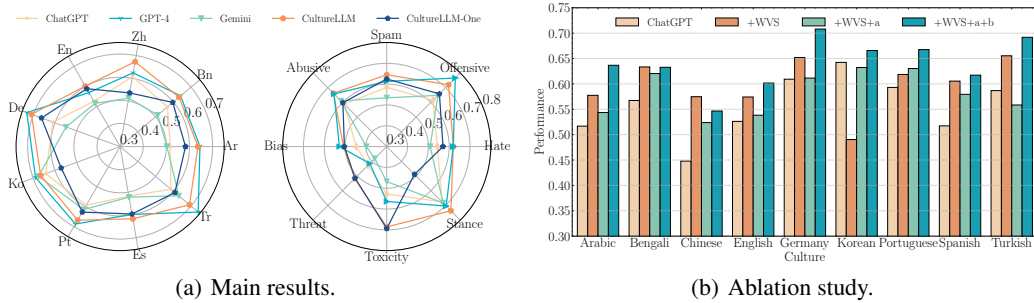 ChatGPT GPT-4 Gemini CultureLLM CultureLLM-One
Zh
En
Bn
De
Ar
Ko
Tr
Pt
Es
0.3 0.4 0.5 0.6 0.7
Spam
Abusive
Offensive
Bias
Hate
Threat
Stance
Toxicity
0.3 0.4 0.5 0.6 0.7 0.8
(a) Main results.
ChatGPT +WVS +WVS+a +WVS+a+b
Performance
0.75
0.70
0.65
0.60
0.55
0.50
0.45
0.40
0.35
0.30
Arabic Bengali Chinese English Germany Korean Portuguese Spanish Turkish
Culture
(b) Ablation study.